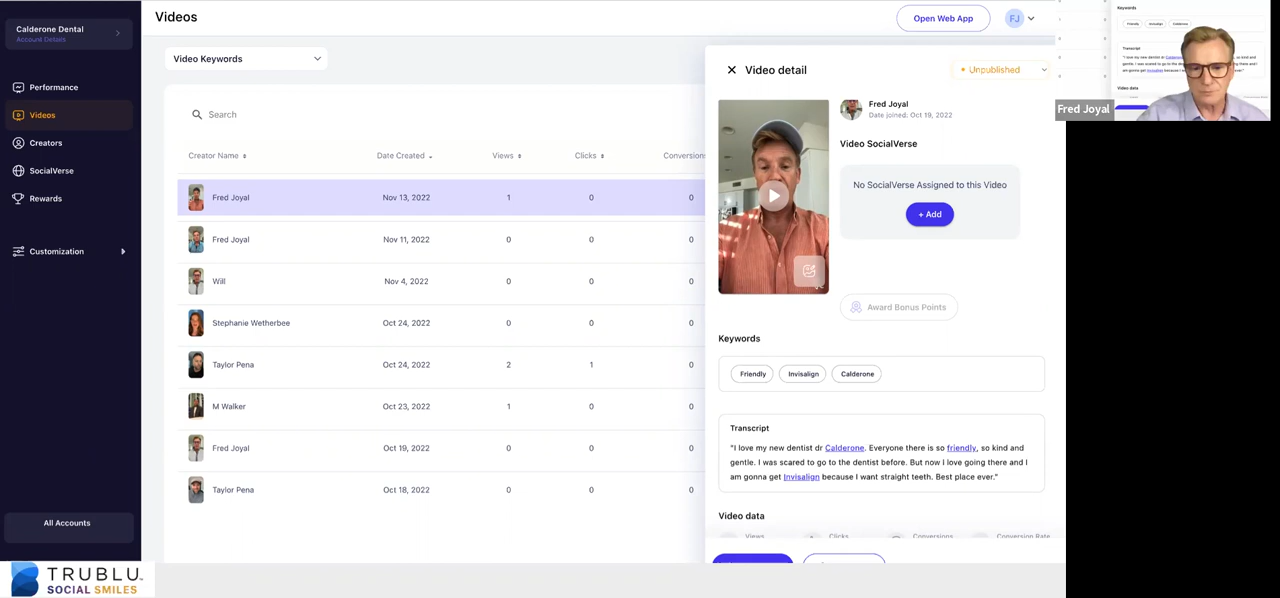 Calderone Dental
Account Details
Performance
Videos
Creators
SocialVerse
Rewards
Customization
All Accounts
TRUBLU
SOCIAL SMILES
Videos
Open Web App
FJ
Video Keywords
Search
Creator Name Date Created Views Clicks Conversions
Fred Joyal Nov 13, 2022 1 0 0
Fred Joyal Nov 11, 2022 0 0 0
Will Nov 4, 2022 0 0 0
Stephanie Wetherbee Oct 24, 2022 0 0 0
Taylor Pena Oct 24, 2022 2 1 0
M Walker Oct 23, 2022 1 0 0
Fred Joyal Oct 19, 2022 0 0 0
Taylor Pena Oct 18, 2022 0 0 0
Video detail
Unpublished
Fred Joyal
Date joined: Oct 19, 2022
Video SocialVerse
No SocialVerse Assigned to this Video
+ Add
Award Bonus Points
Keywords
Friendly Invisalign Calderone
Transcript
"I love my new dentist dr Calderone. Everyone there is so friendly, so kind and
gentle. I was scared to go to the dentist before. But now I love going there and I
am gonna get Invisalign because I want straight teeth. Best place ever."
Video data
Views Clicks Conversions Conversion Rate
Keywords
Friendly Invisalign Calderone
Transcript
Video data
Fred Joyal